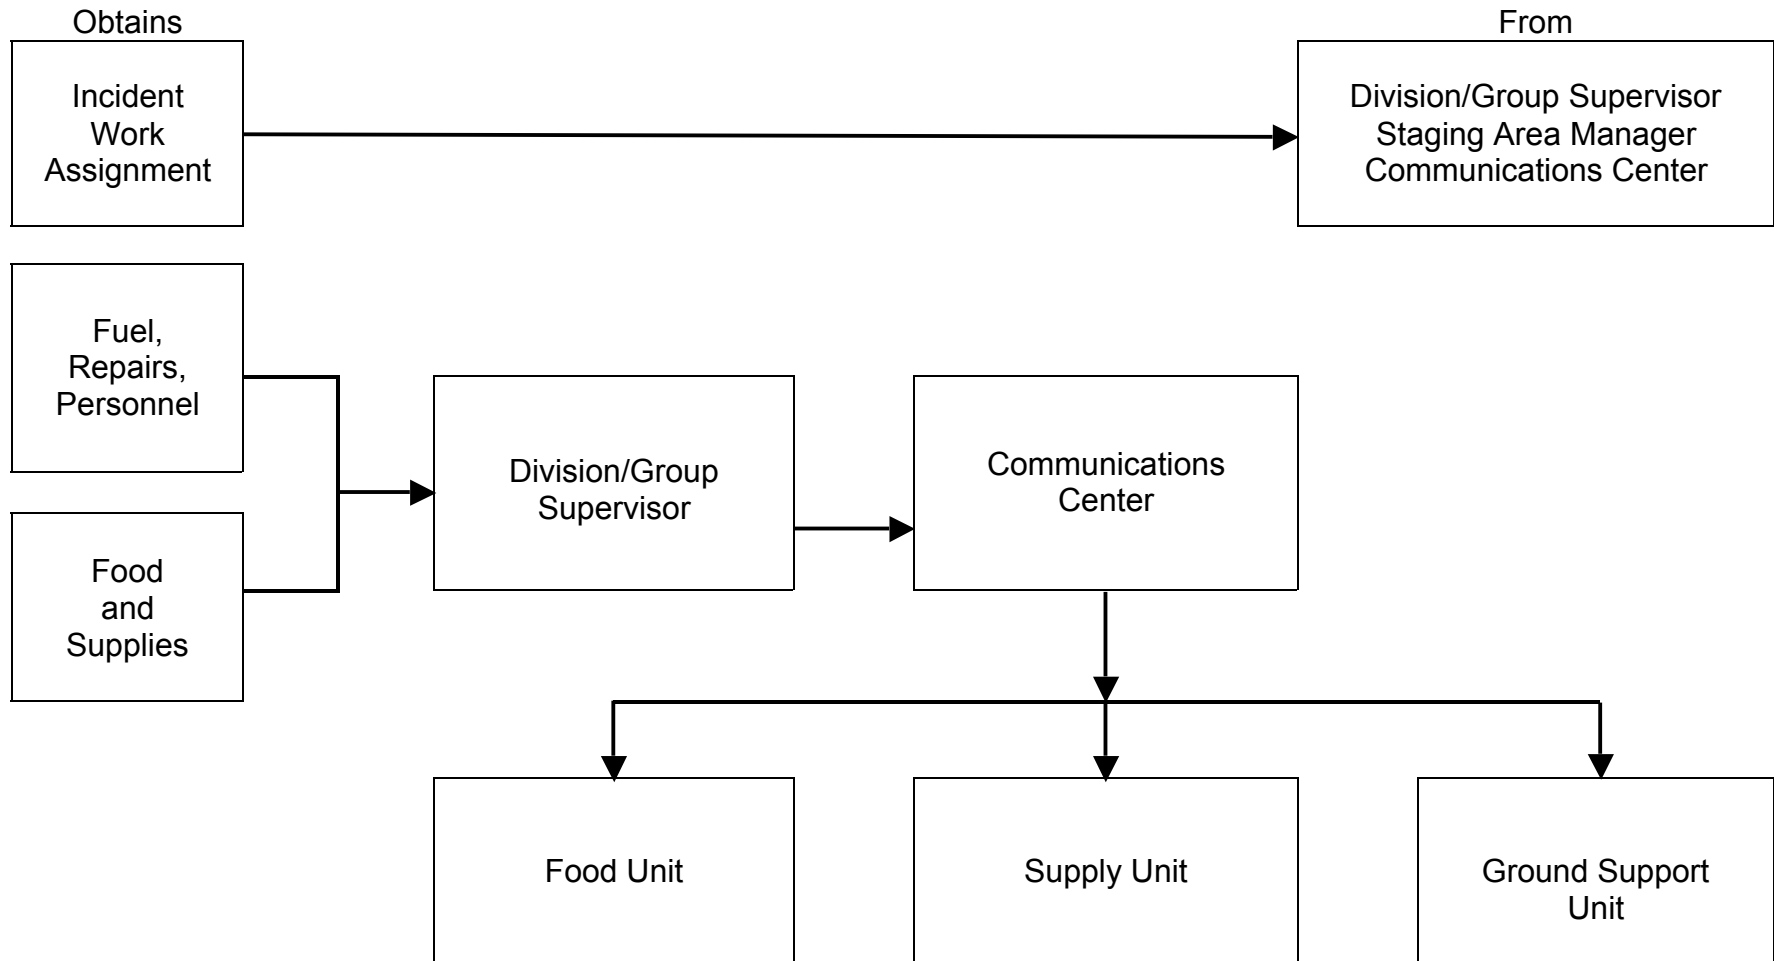 Obtains
From
Incident
Work
Assignment
Division/Group Supervisor
Staging Area Manager
Communications Center
Fuel,
Repairs,
Personnel
Food
and
Supplies
Division/Group
Supervisor
Communications
Center
Food Unit
Supply Unit
Ground Support
Unit